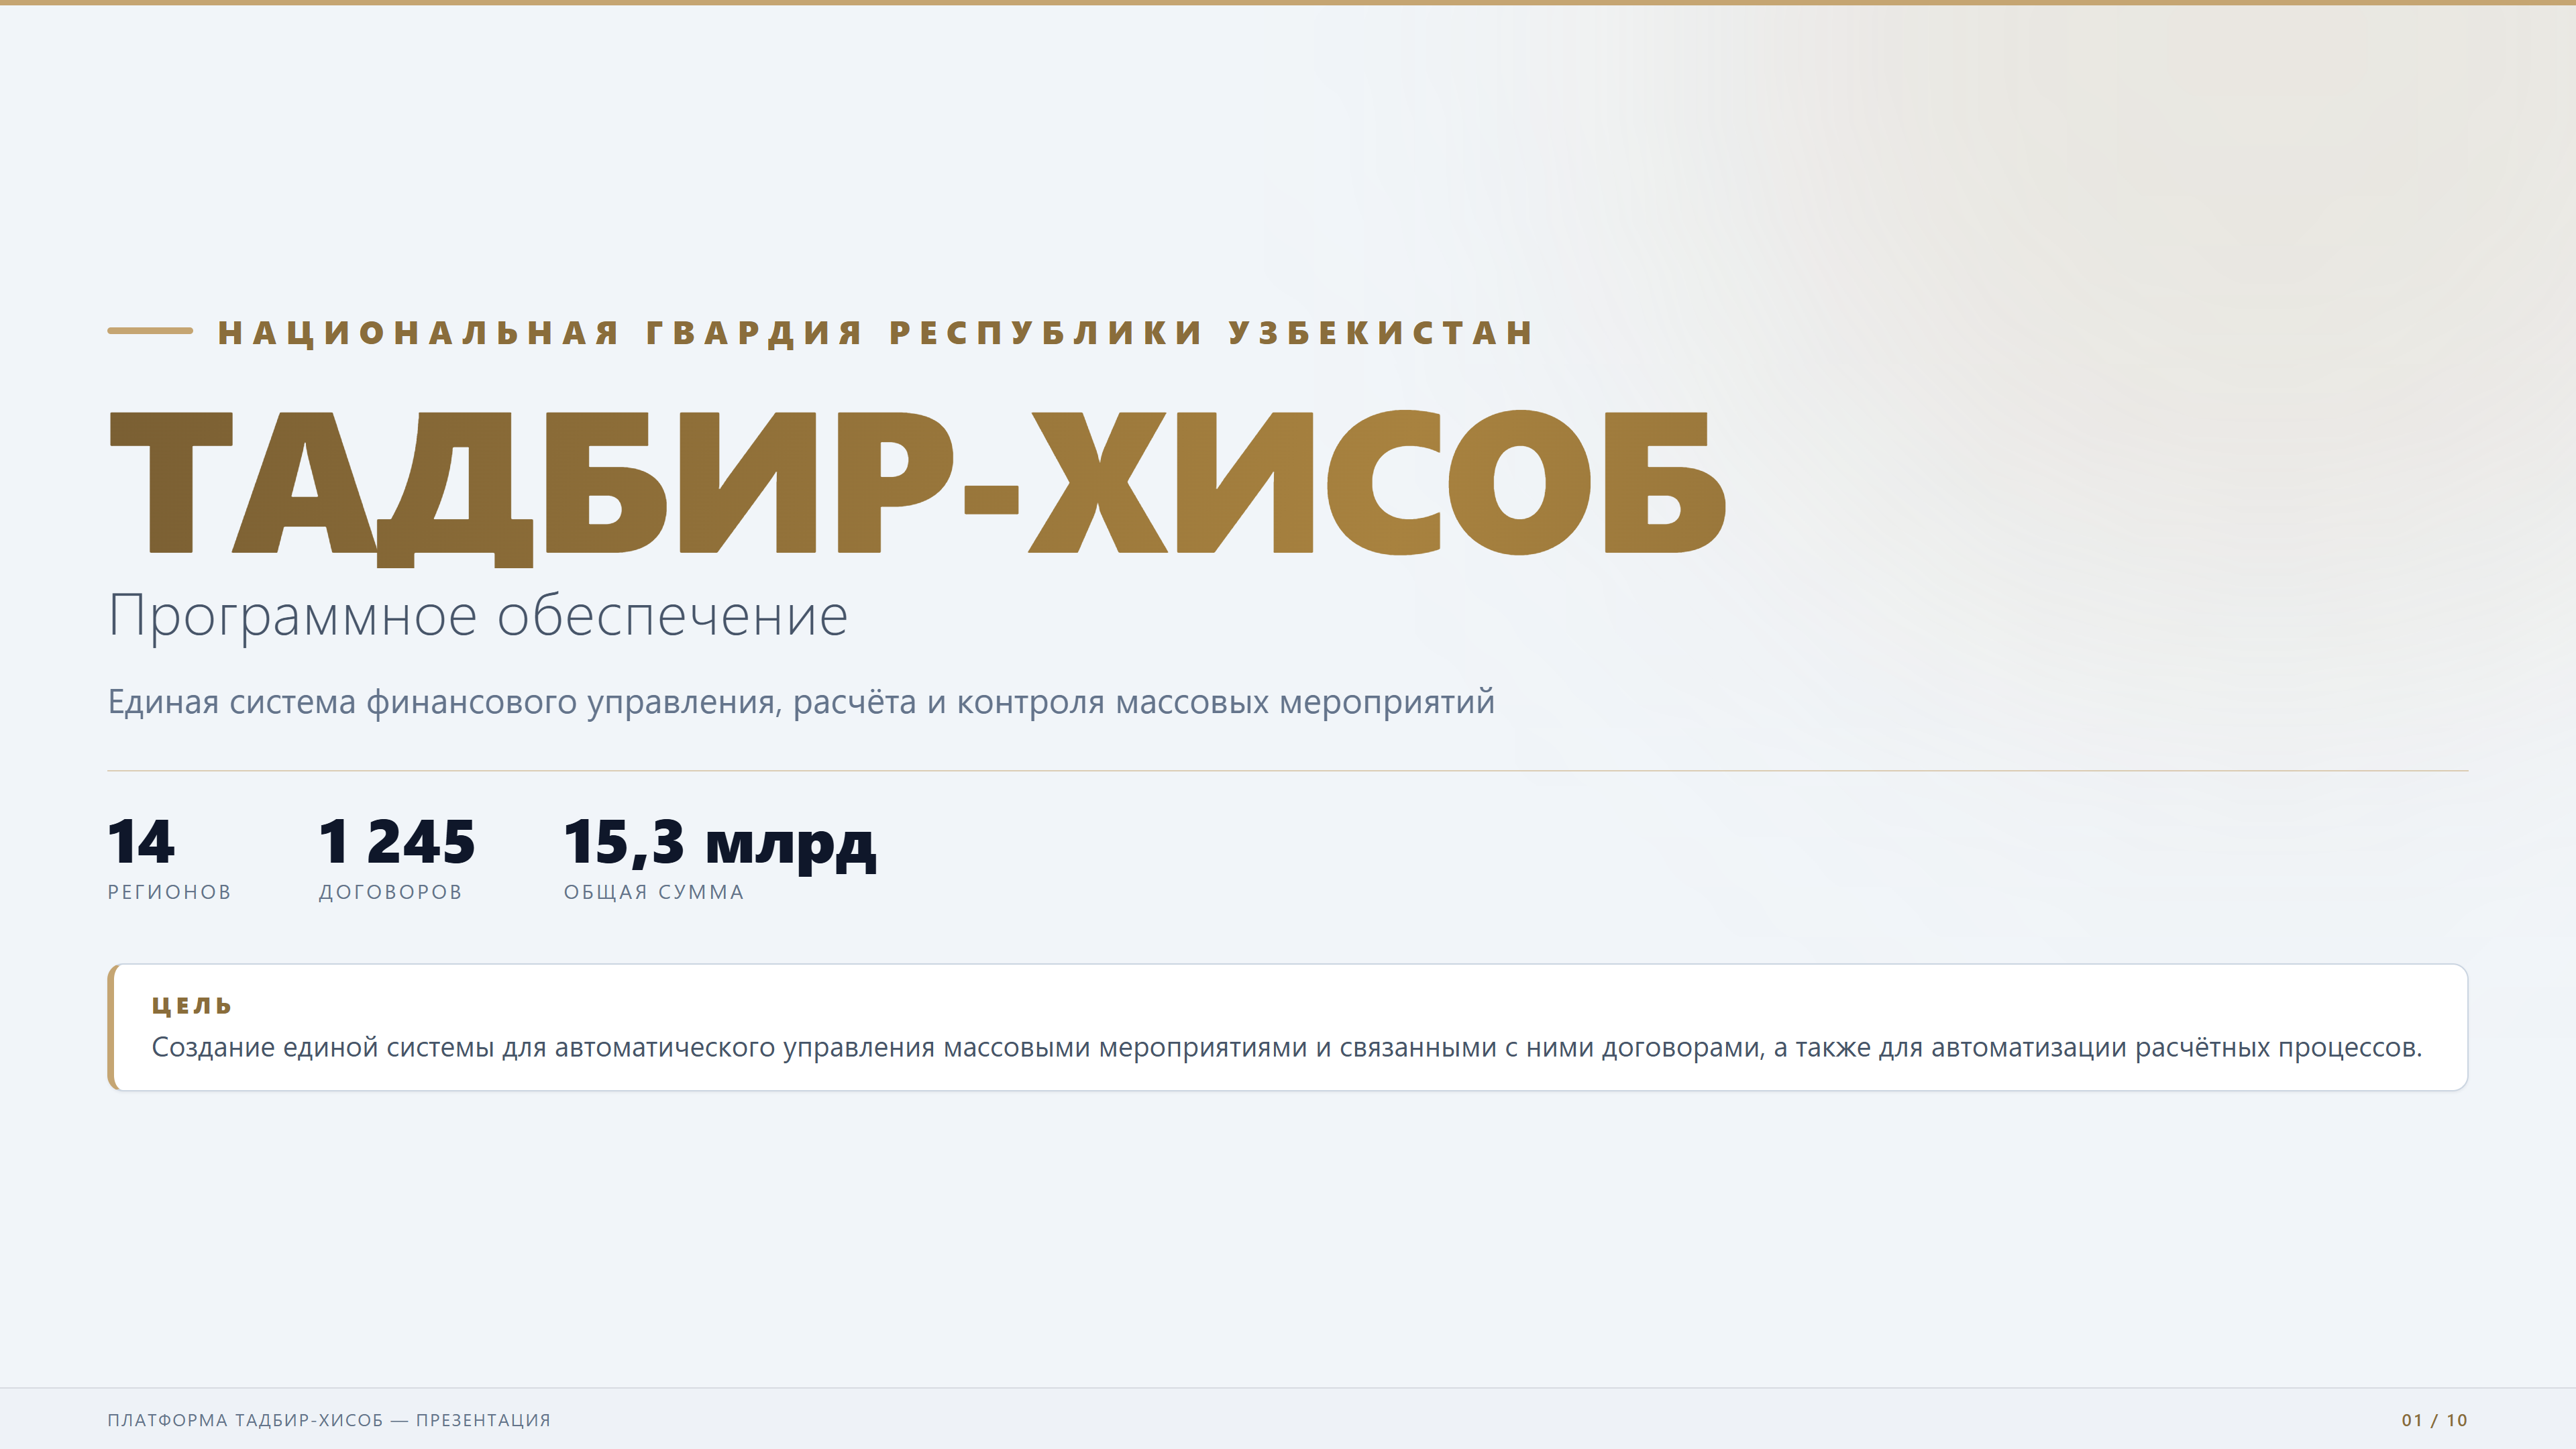 НАЦИОНАЛЬНАЯ ГВАРДИЯ РЕСПУБЛИКИ УЗБЕКИСТАН
ТАДБИР-ХИСОБ
Программное обеспечение
Единая система финансового управления, расчёта и контроля массовых мероприятий
14
РЕГИОНОВ
1 245
ДОГОВОРОВ
15,3 млрд
ОБЩАЯ СУММА
ЦЕЛЬ
Создание единой системы для автоматического управления массовыми мероприятиями и связанными с ними договорами, а также для автоматизации расчётных процессов.
ПЛАТФОРМА ТАДБИР-ХИСОБ — ПРЕЗЕНТАЦИЯ
01 / 10